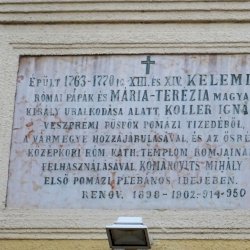 ÉPÜLT 1763-1770 IG XIII. ÉS XIV. KELEMEN
RÓMAI PÁPÁK ÉS MÁRIA-TERÉZIA MAGYAR
KIRÁLY URALKODÁSA ALATT, KOLLER IGNÁC
VESZPRÉMI PÜSPÖK POMÁZI TIZEDÉBŐL,
A VÁRMEGYE HOZZÁJÁRULÁSÁVAL ÉS AZ ŐSRÉGI
KÖZÉPKORI RÓM. KATH. TEMPLOM ROMJAINAK
FELHASZNÁLÁSÁVAL KOMANOVITS MIHÁLY
ELSŐ POMÁZI PLÉBÁNOS IDEJÉBEN.
RENOV. 1898-1902-914-950